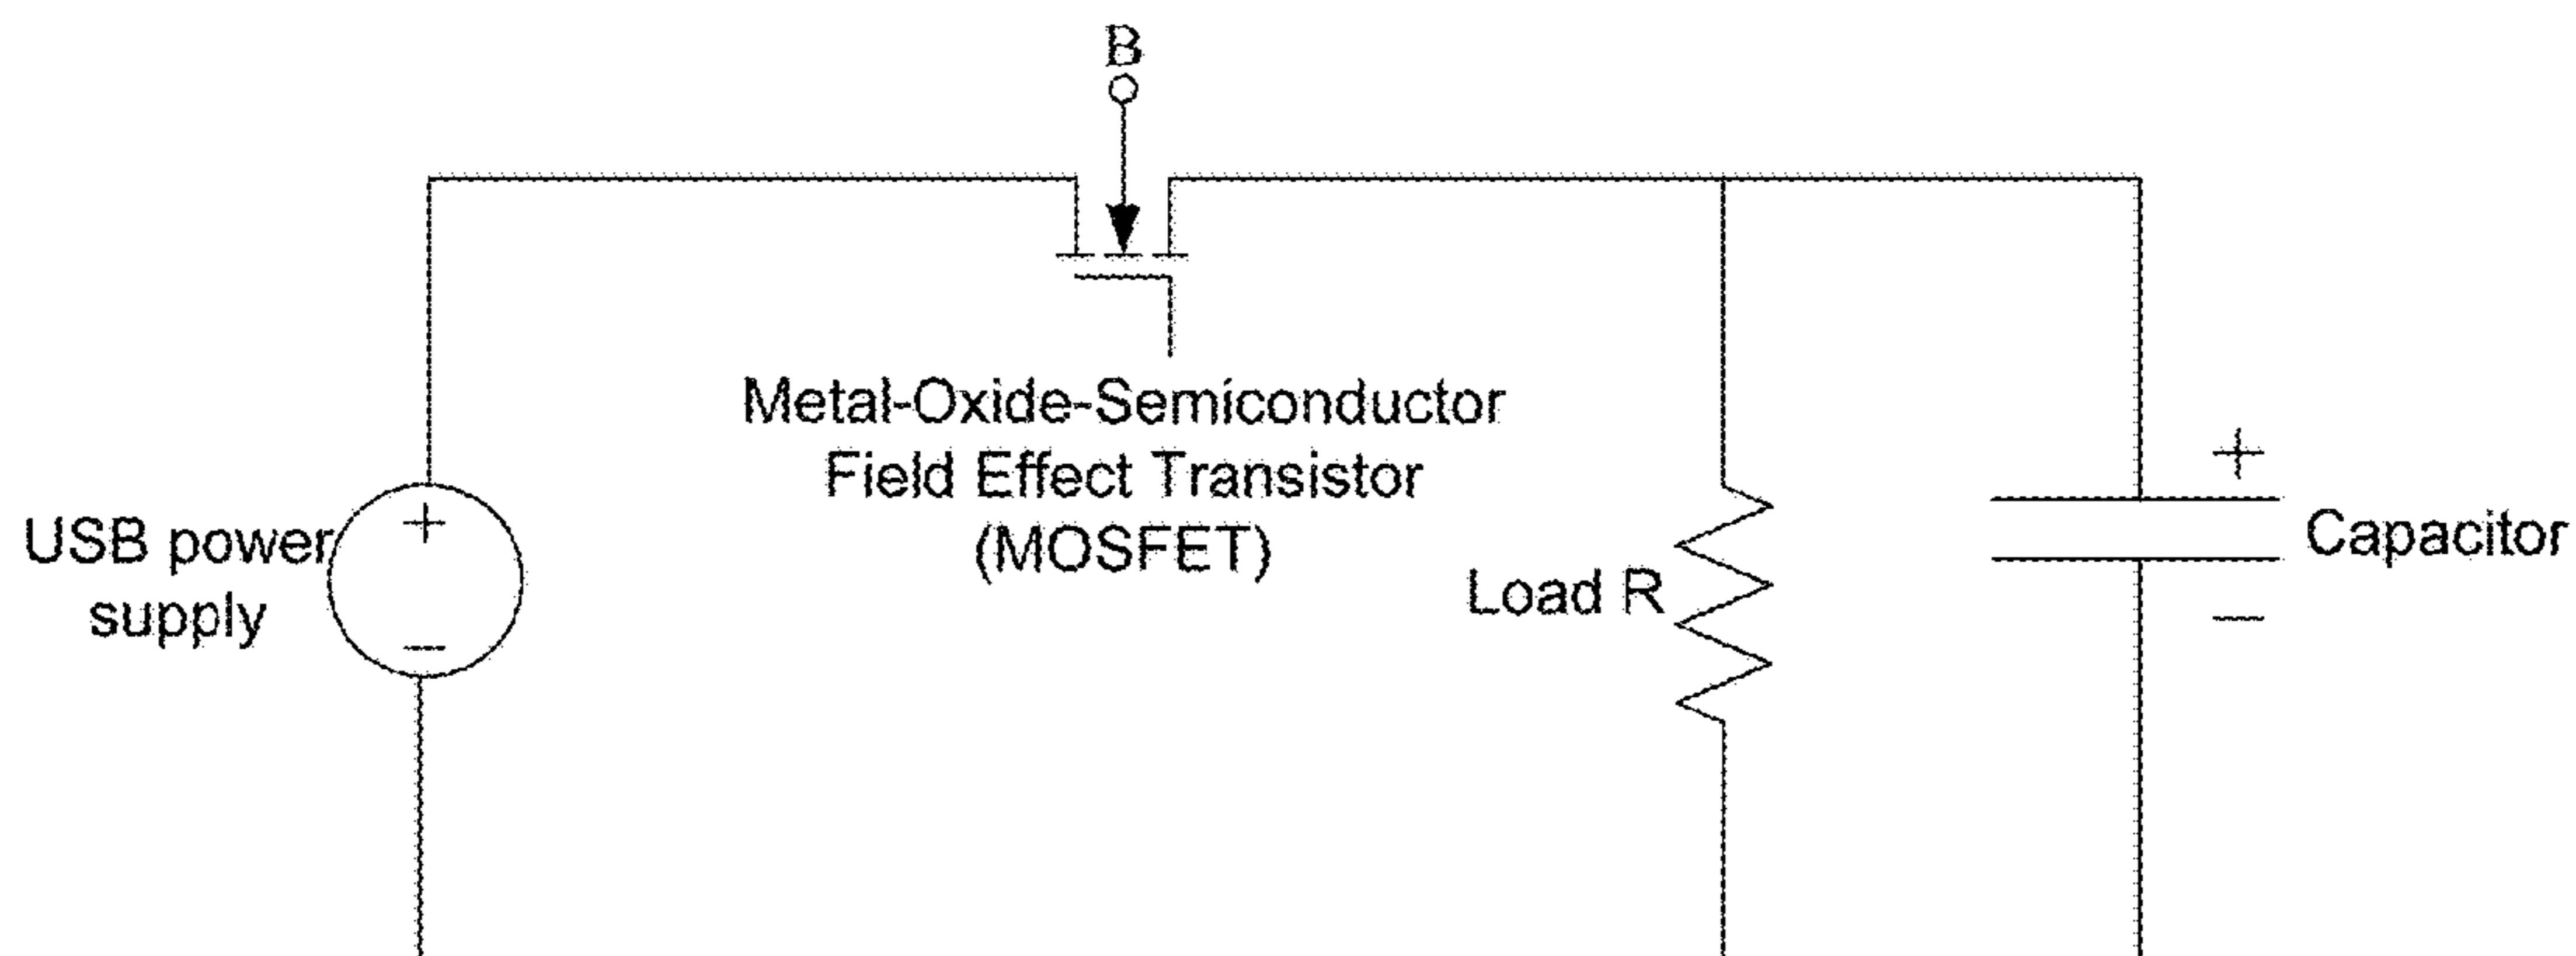 B
Metal-Oxide-Semiconductor
Field Effect Transistor
(MOSFET)
USB power
supply
+
−
Load R
+
−
Capacitor